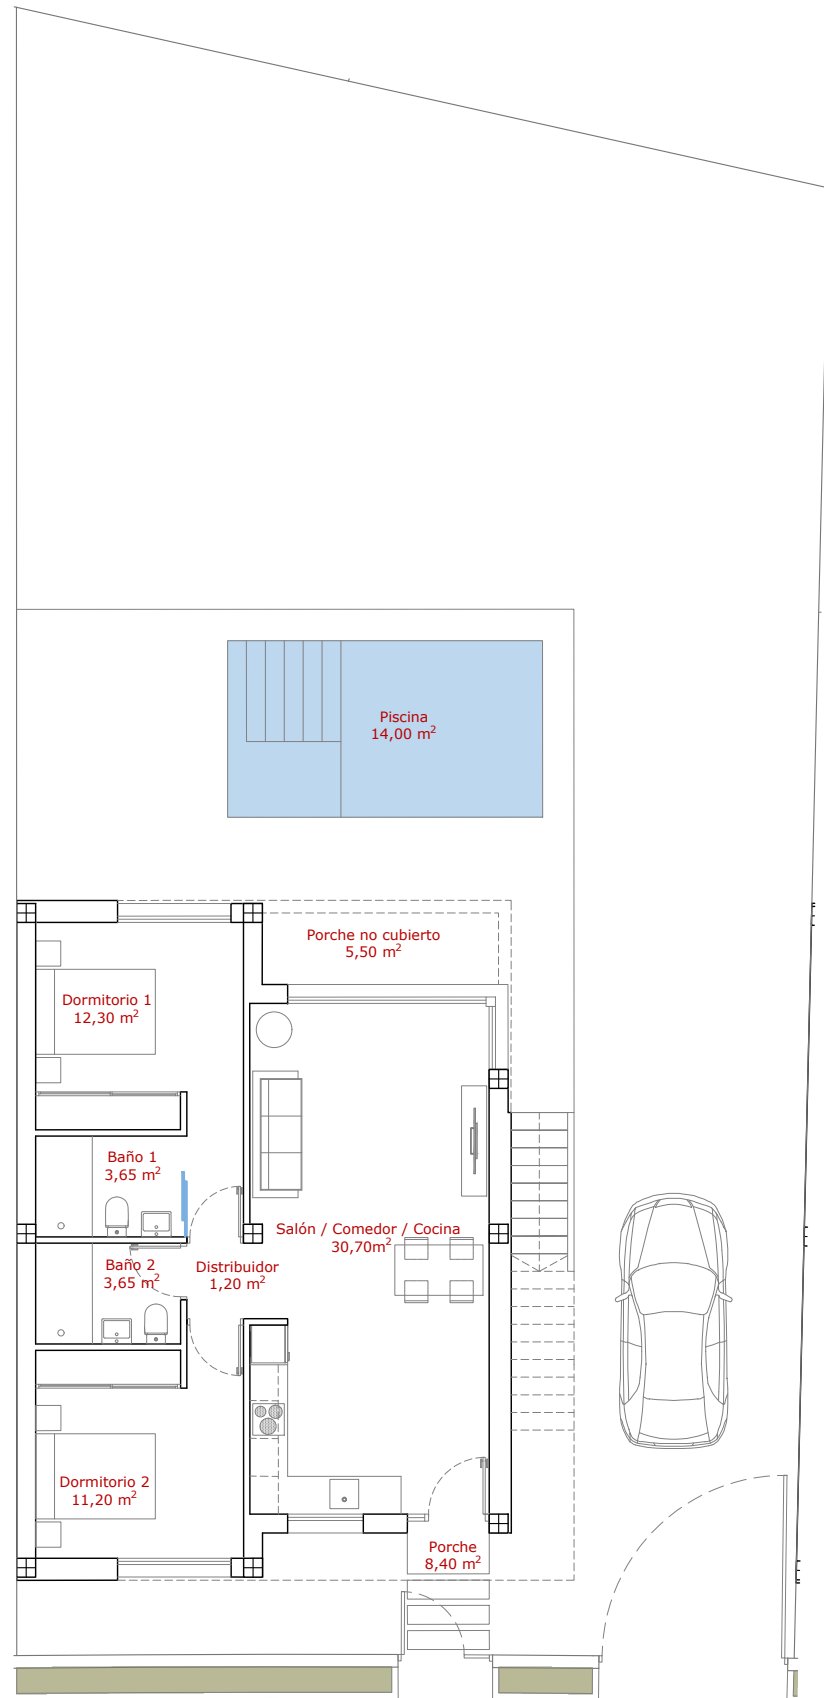 Piscina
14,00 m²
Porche no cubierto
5,50 m²
Dormitorio 1
12,30 m²
Baño 1
3,65 m²
Salón / Comedor / Cocina
30,70m²
Baño 2
3,65 m²
Distribuidor
1,20 m²
Dormitorio 2
11,20 m²
Porche
8,40 m²